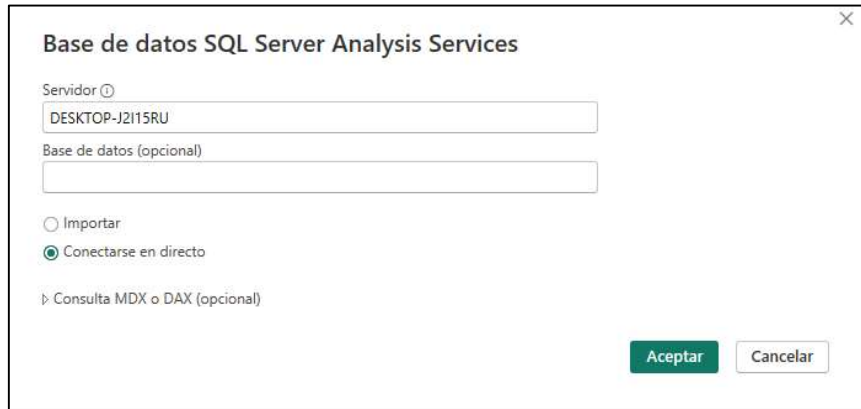 Base de datos SQL Server Analysis Services
Servidor
DESKTOP-J2I15RU
Base de datos (opcional)
Importar
Conectarse en directo
Consulta MDX o DAX (opcional)
Aceptar Cancelar